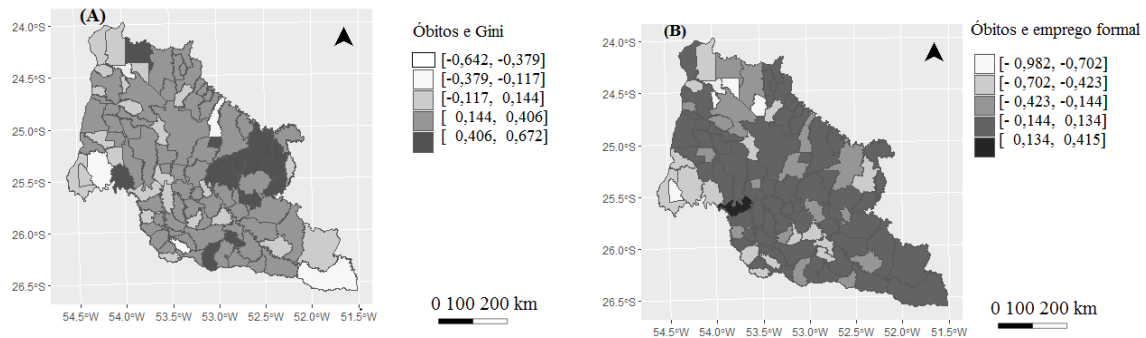 (A)
24.0°S
24.5°S
25.0°S
25.5°S
26.0°S
26.5°S
54.5°W 54.0°W 53.5°W 53.0°W 52.5°W 52.0°W 51.5°W
Óbitos e Gini
[-0,642, -0,379]
[-0,379, -0,117]
[-0,117, 0,144]
[ 0,144, 0,406]
[ 0,406, 0,672]
0 100 200 km
(B)
24.0°S
24.5°S
25.0°S
25.5°S
26.0°S
26.5°S
54.5°W 54.0°W 53.5°W 53.0°W 52.5°W 52.0°W 51.5°W
Óbitos e emprego formal
[- 0,982, -0,702]
[- 0,702, -0,423]
[- 0,423, -0,144]
[- 0,144, 0,134]
[ 0,134, 0,415]
0 100 200 km